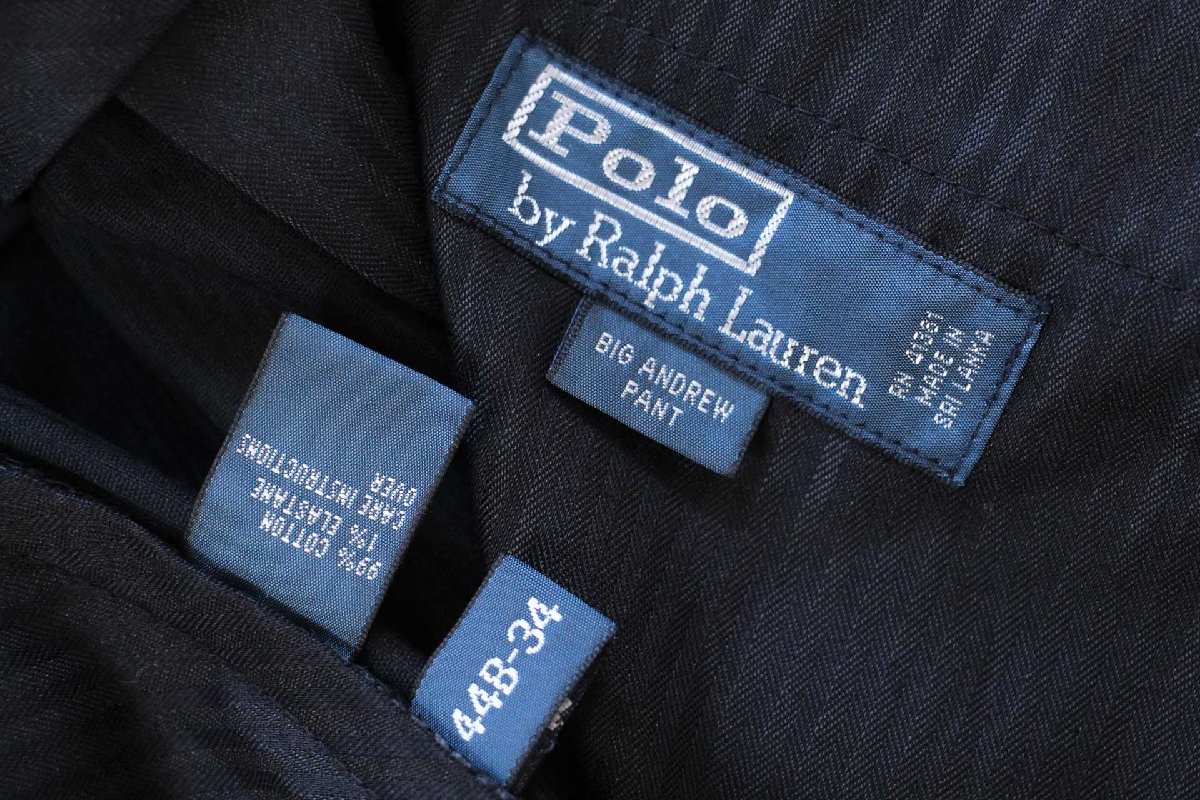 Polo
by Ralph Lauren
RN 41381
MADE IN
SRI LANKA
BIG ANDREW
PANT
99% COTTON
1% ELASTANE
CARE INSTRUCTIONS
OVER
44B-34